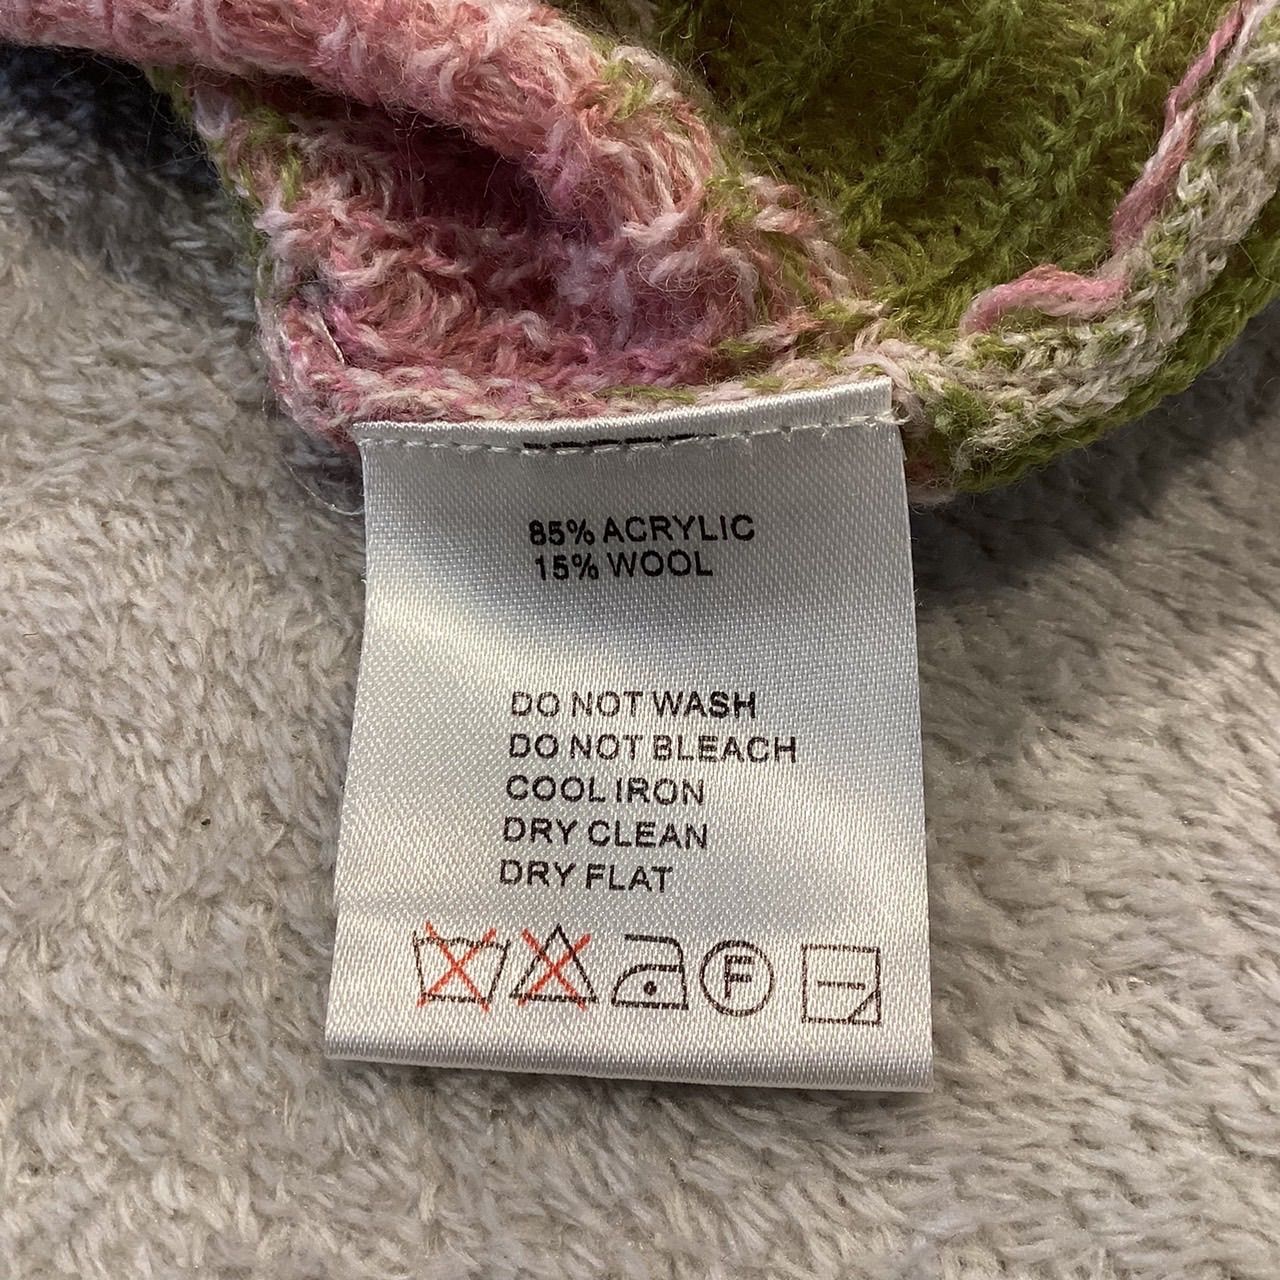 85% ACRYLIC
15% WOOL
DO NOT WASH
DO NOT BLEACH
COOL IRON
DRY CLEAN
DRY FLAT
F